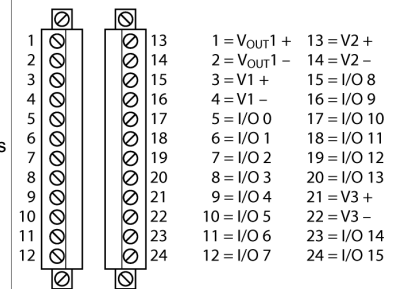 1 13 1 = VOUT1 + 13 = V2 +
2 14 2 = VOUT1 – 14 = V2 –
3 15 3 = V1 + 15 = I/O 8
4 16 4 = V1 – 16 = I/O 9
5 17 5 = I/O 0 17 = I/O 10
s 6 18 6 = I/O 1 18 = I/O 11
7 19 7 = I/O 2 19 = I/O 12
8 20 8 = I/O 3 20 = I/O 13
9 21 9 = I/O 4 21 = V3 +
10 22 10 = I/O 5 22 = V3 –
11 23 11 = I/O 6 23 = I/O 14
12 24 12 = I/O 7 24 = I/O 15